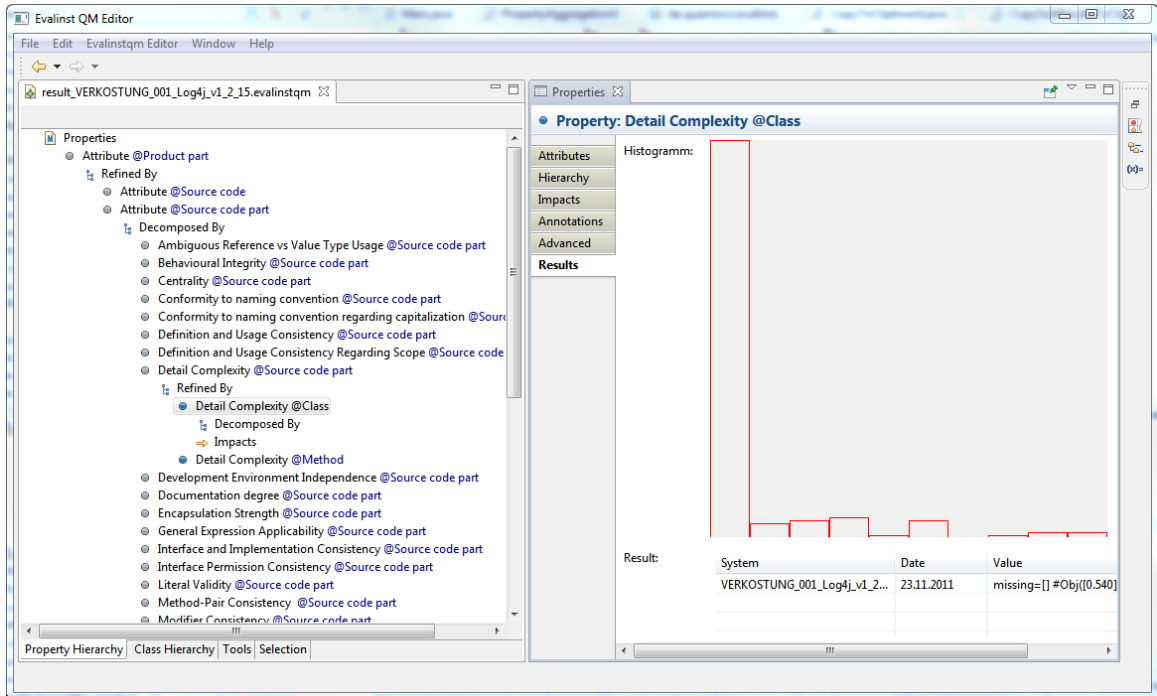 Evalinst QM Editor
File Edit Evalinstqm Editor Window Help
result_VERKOSTUNG_001_Log4j_v1_2_15.evalinstqm
Properties
Attribute @Product part
Refined By
Attribute @Source code
Attribute @Source code part
Decomposed By
Ambiguous Reference vs Value Type Usage @Source code part
Behavioural Integrity @Source code part
Centrality @Source code part
Conformity to naming convention @Source code part
Conformity to naming convention regarding capitalization @Sour
Definition and Usage Consistency @Source code part
Definition and Usage Consistency Regarding Scope @Source code
Detail Complexity @Source code part
Refined By
Detail Complexity @Class
Decomposed By
Impacts
Detail Complexity @Method
Development Environment Independence @Source code part
Documentation degree @Source code part
Encapsulation Strength @Source code part
General Expression Applicability @Source code part
Interface and Implementation Consistency @Source code part
Interface Permission Consistency @Source code part
Literal Validity @Source code part
Method-Pair Consistency @Source code part
Modifier Consistency @Source code part
Property Hierarchy Class Hierarchy Tools Selection
Properties
Property: Detail Complexity @Class
Attributes
Hierarchy
Impacts
Annotations
Advanced
Results
Histogramm:
Result:
System Date Value
VERKOSTUNG_001_Log4j_v1_2... 23.11.2011 missing=[] #Obj([0.540]
(x)=